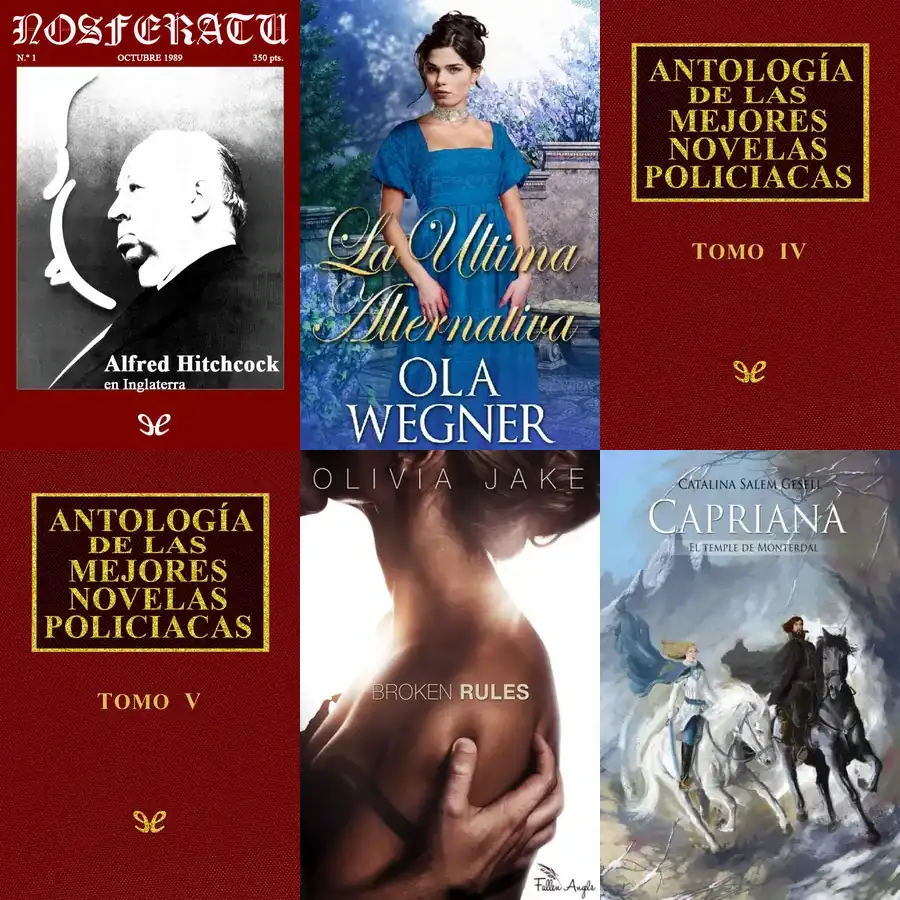 NOSFERATU
N.º 1 OCTUBRE 1989 350 pts.
Alfred Hitchcock
en Inglaterra
La Ultima
Alternativa
OLA
WEGNER
ANTOLOGÍA
DE LAS
MEJORES
NOVELAS
POLICIACAS
TOMO IV
ANTOLOGÍA
DE LAS
MEJORES
NOVELAS
POLICIACAS
TOMO V
OLIVIA JAKE
BROKEN RULES
Fallen Angls
CATALINA SALEM GESELL
CAPRIANA
EL TEMPLE DE MONTERDAL